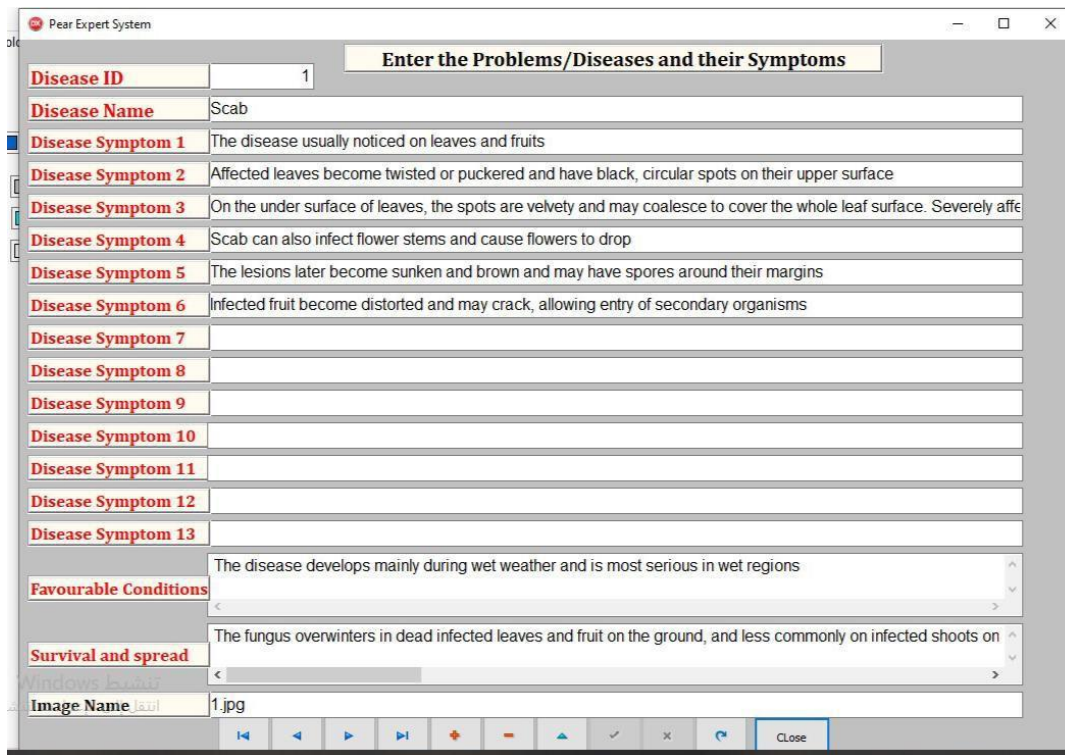 Pear Expert System
Enter the Problems/Diseases and their Symptoms
Disease ID 1
Disease Name Scab
Disease Symptom 1 The disease usually noticed on leaves and fruits
Disease Symptom 2 Affected leaves become twisted or puckered and have black, circular spots on their upper surface
Disease Symptom 3 On the under surface of leaves, the spots are velvety and may coalesce to cover the whole leaf surface. Severely affe
Disease Symptom 4 Scab can also infect flower stems and cause flowers to drop
Disease Symptom 5 The lesions later become sunken and brown and may have spores around their margins
Disease Symptom 6 Infected fruit become distorted and may crack, allowing entry of secondary organisms
Disease Symptom 7
Disease Symptom 8
Disease Symptom 9
Disease Symptom 10
Disease Symptom 11
Disease Symptom 12
Disease Symptom 13
Favourable Conditions The disease develops mainly during wet weather and is most serious in wet regions
Survival and spread The fungus overwinters in dead infected leaves and fruit on the ground, and less commonly on infected shoots on
تنشيط Windows
انتقل إلى
Image Name 1.jpg
CLose